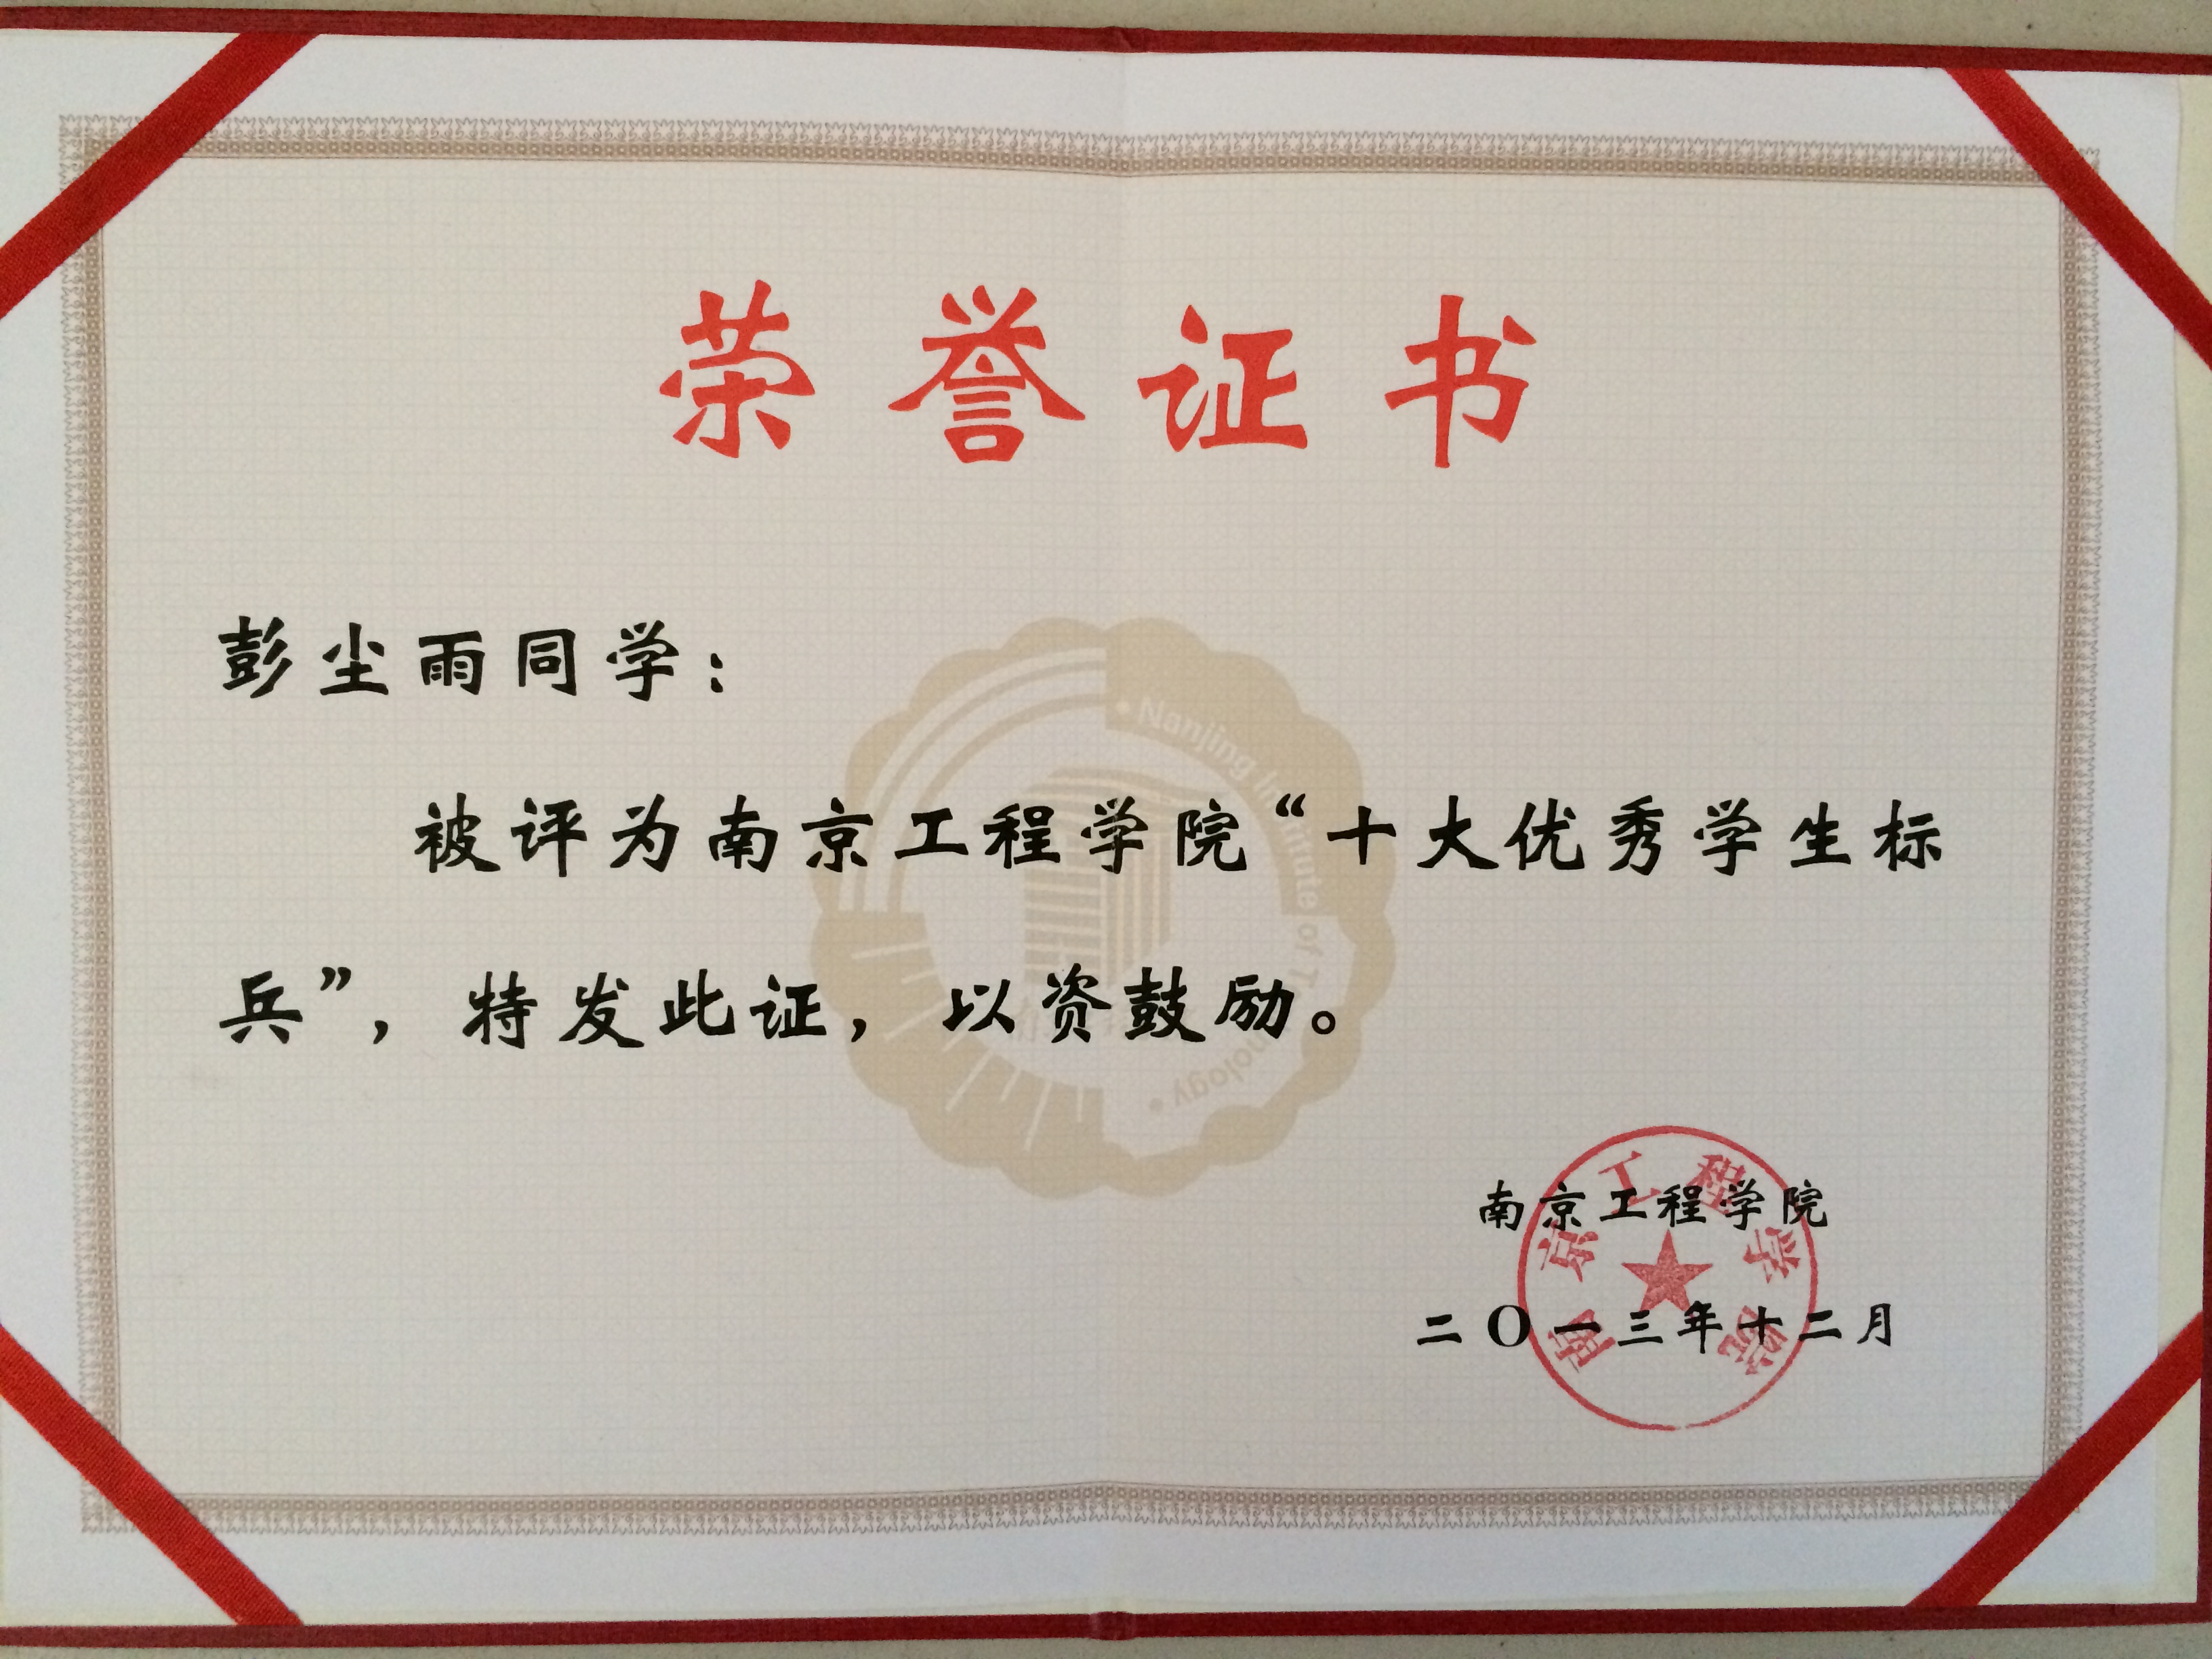 荣誉证书
彭尘雨同学：
被评为南京工程学院“十大优秀学生标
兵”，特发此证，以资鼓励。
南京工程学院
二〇一三年十二月
南京工程学院
• Nanjing Institute of Technology •